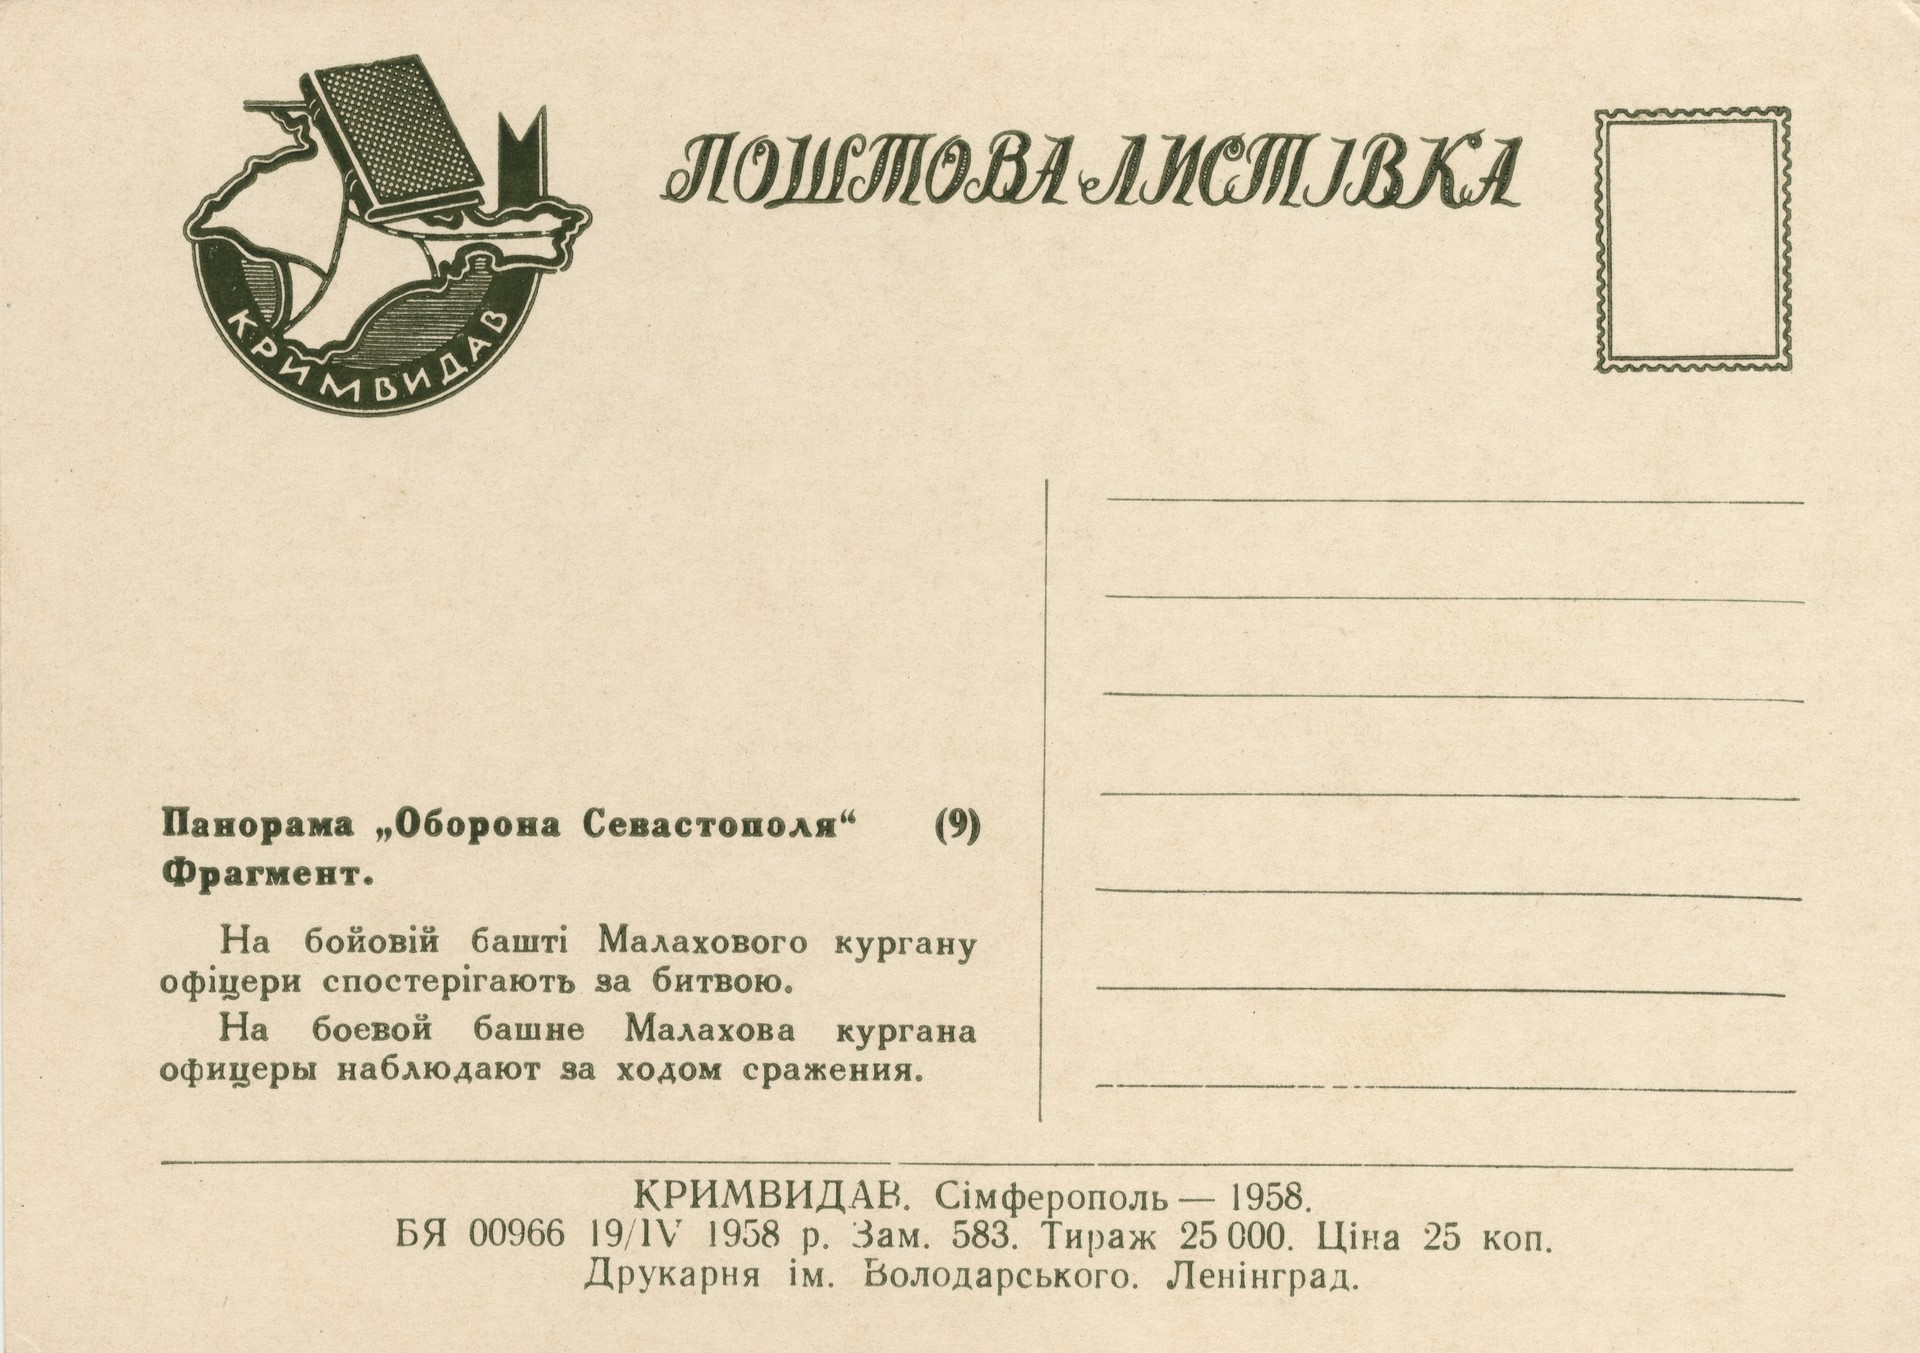 ПОШТОВА ЛИСТІВКА
КРИМВИДАВ
Панорама „Оборона Севастополя“ (9)
Фрагмент.
На бойовій башті Малахового кургану
офіцери спостерігають за битвою.
На боевой башне Малахова кургана
офицеры наблюдают за ходом сражения.
КРИМВИДАВ. Сімферополь — 1958.
БЯ 00966 19/IV 1958 р. Зам. 583. Тираж 25 000. Ціна 25 коп.
Друкарня ім. Володарського. Ленінград.